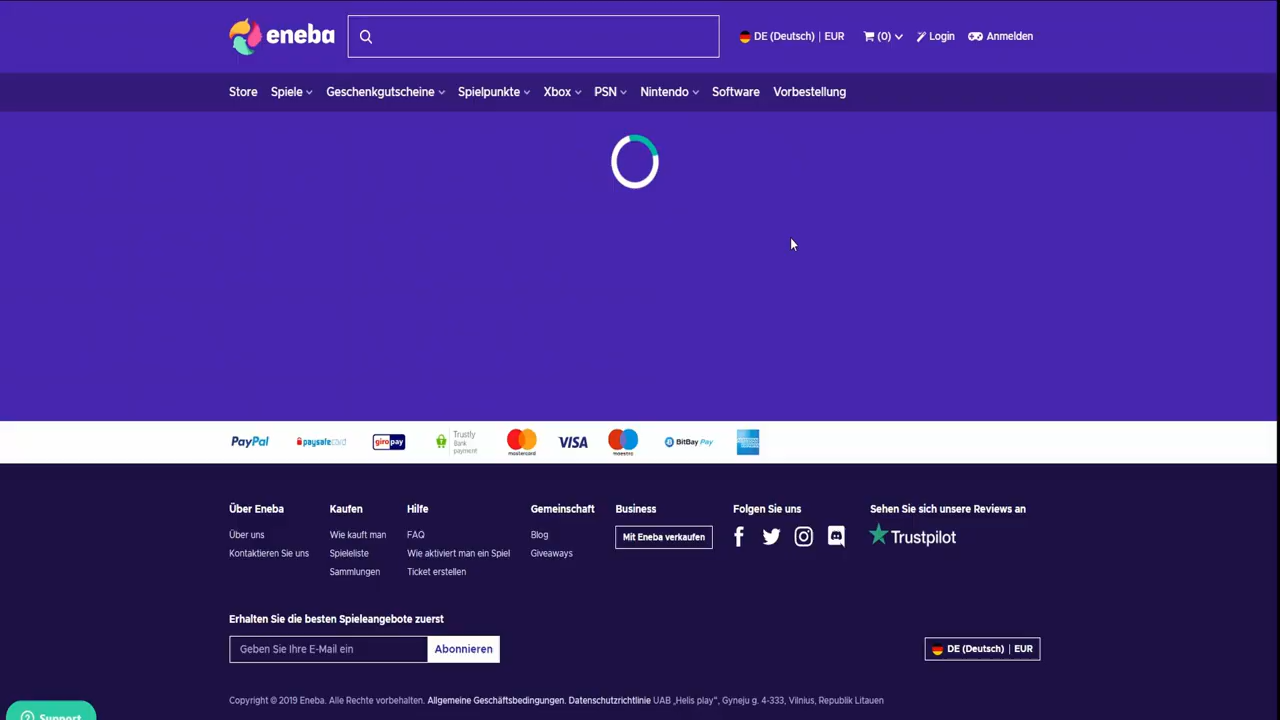 eneba
DE (Deutsch) | EUR
(0)
Login
Anmelden
Store
Spiele
Geschenkgutscheine
Spielpunkte
Xbox
PSN
Nintendo
Software
Vorbestellung
PayPal
paysafecard
giropay
Trustly
Bank
payment
mastercard
VISA
maestro
BitBay Pay
Über Eneba
Über uns
Kontaktieren Sie uns
Kaufen
Wie kauft man
Spieleliste
Sammlungen
Hilfe
FAQ
Wie aktiviert man ein Spiel
Ticket erstellen
Gemeinschaft
Blog
Giveaways
Business
Mit Eneba verkaufen
Folgen Sie uns
Sehen Sie sich unsere Reviews an
Trustpilot
Erhalten Sie die besten Spieleangebote zuerst
Geben Sie Ihre E-Mail ein
Abonnieren
DE (Deutsch) | EUR
Copyright © 2019 Eneba. Alle Rechte vorbehalten. Allgemeine Geschäftsbedingungen. Datenschutzrichtlinie UAB „Helis play“, Gyneju g. 4-333, Vilnius, Republik Litauen
Support